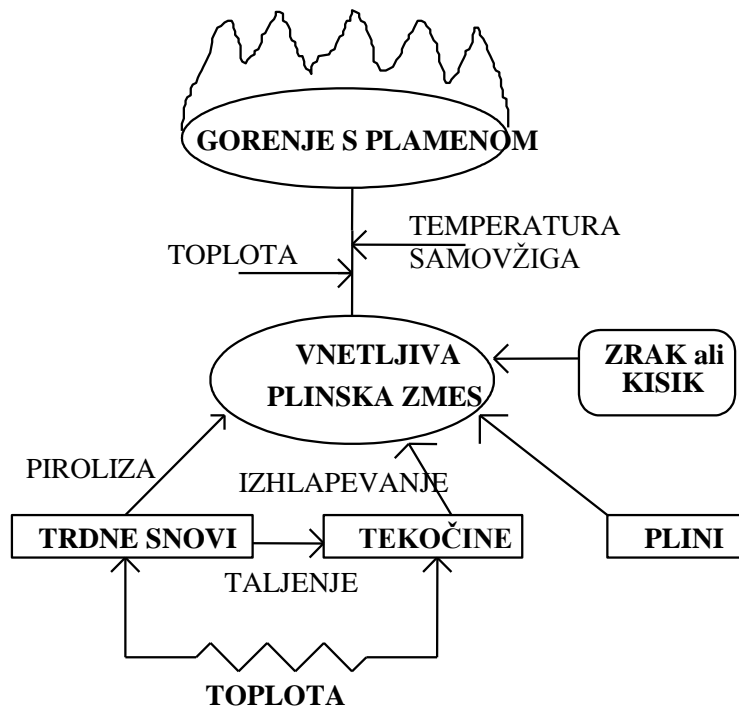 GORENJE S PLAMENOM
TEMPERATURA
SAMOVŽIGA
TOPLOTA
VNETLJIVA
PLINSKA ZMES
ZRAK ali
KISIK
PIROLIZA
IZHLAPEVANJE
TRDNE SNOVI
TEKOČINE
PLINI
TALJENJE
TOPLOTA